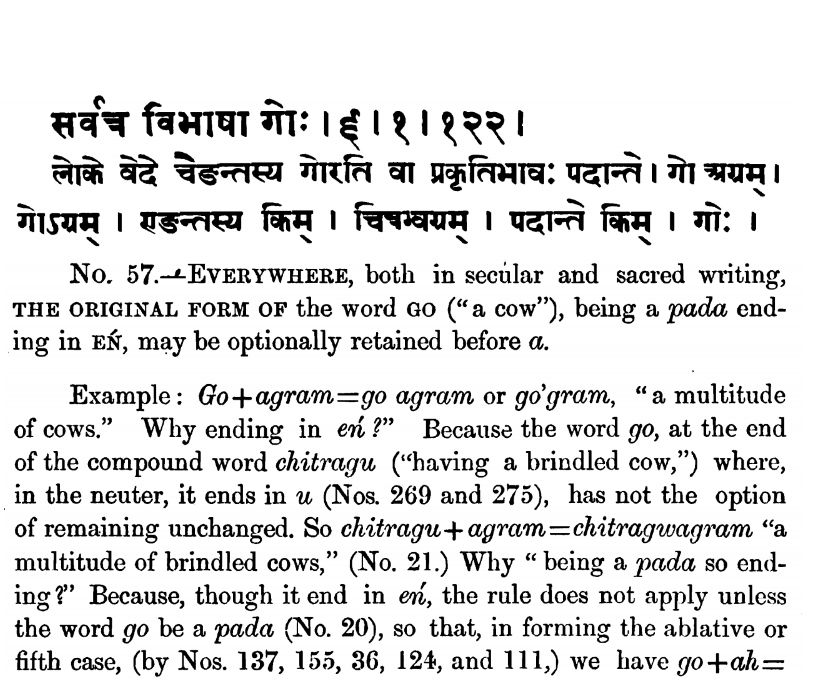 सर्वत्र विभाषा गोः । ६ । १ । १२२ ।
लोके वेदे चैङन्तस्य गोरति वा प्रकृतिभावः पदान्ते । गो अग्रम् ।
गोऽग्रम् । एङन्तस्य किम् । चित्रग्वग्रम् । पदान्ते किम् । गोः ।
No. 57.—EVERYWHERE, both in secular and sacred writing,
THE ORIGINAL FORM OF the word GO (“a cow”), being a pada end-
ing in EŃ, may be optionally retained before a.
Example: Go+agram=go agram or go’gram, “a multitude
of cows.” Why ending in eń?” Because the word go, at the end
of the compound word chitragu (“having a brindled cow,”) where,
in the neuter, it ends in u (Nos. 269 and 275), has not the option
of remaining unchanged. So chitragu+agram=chitragwagram “a
multitude of brindled cows,” (No. 21.) Why “being a pada so end-
ing?” Because, though it end in eń, the rule does not apply unless
the word go be a pada (No. 20), so that, in forming the ablative or
fifth case, (by Nos. 137, 155, 36, 124, and 111,) we have go+ah=